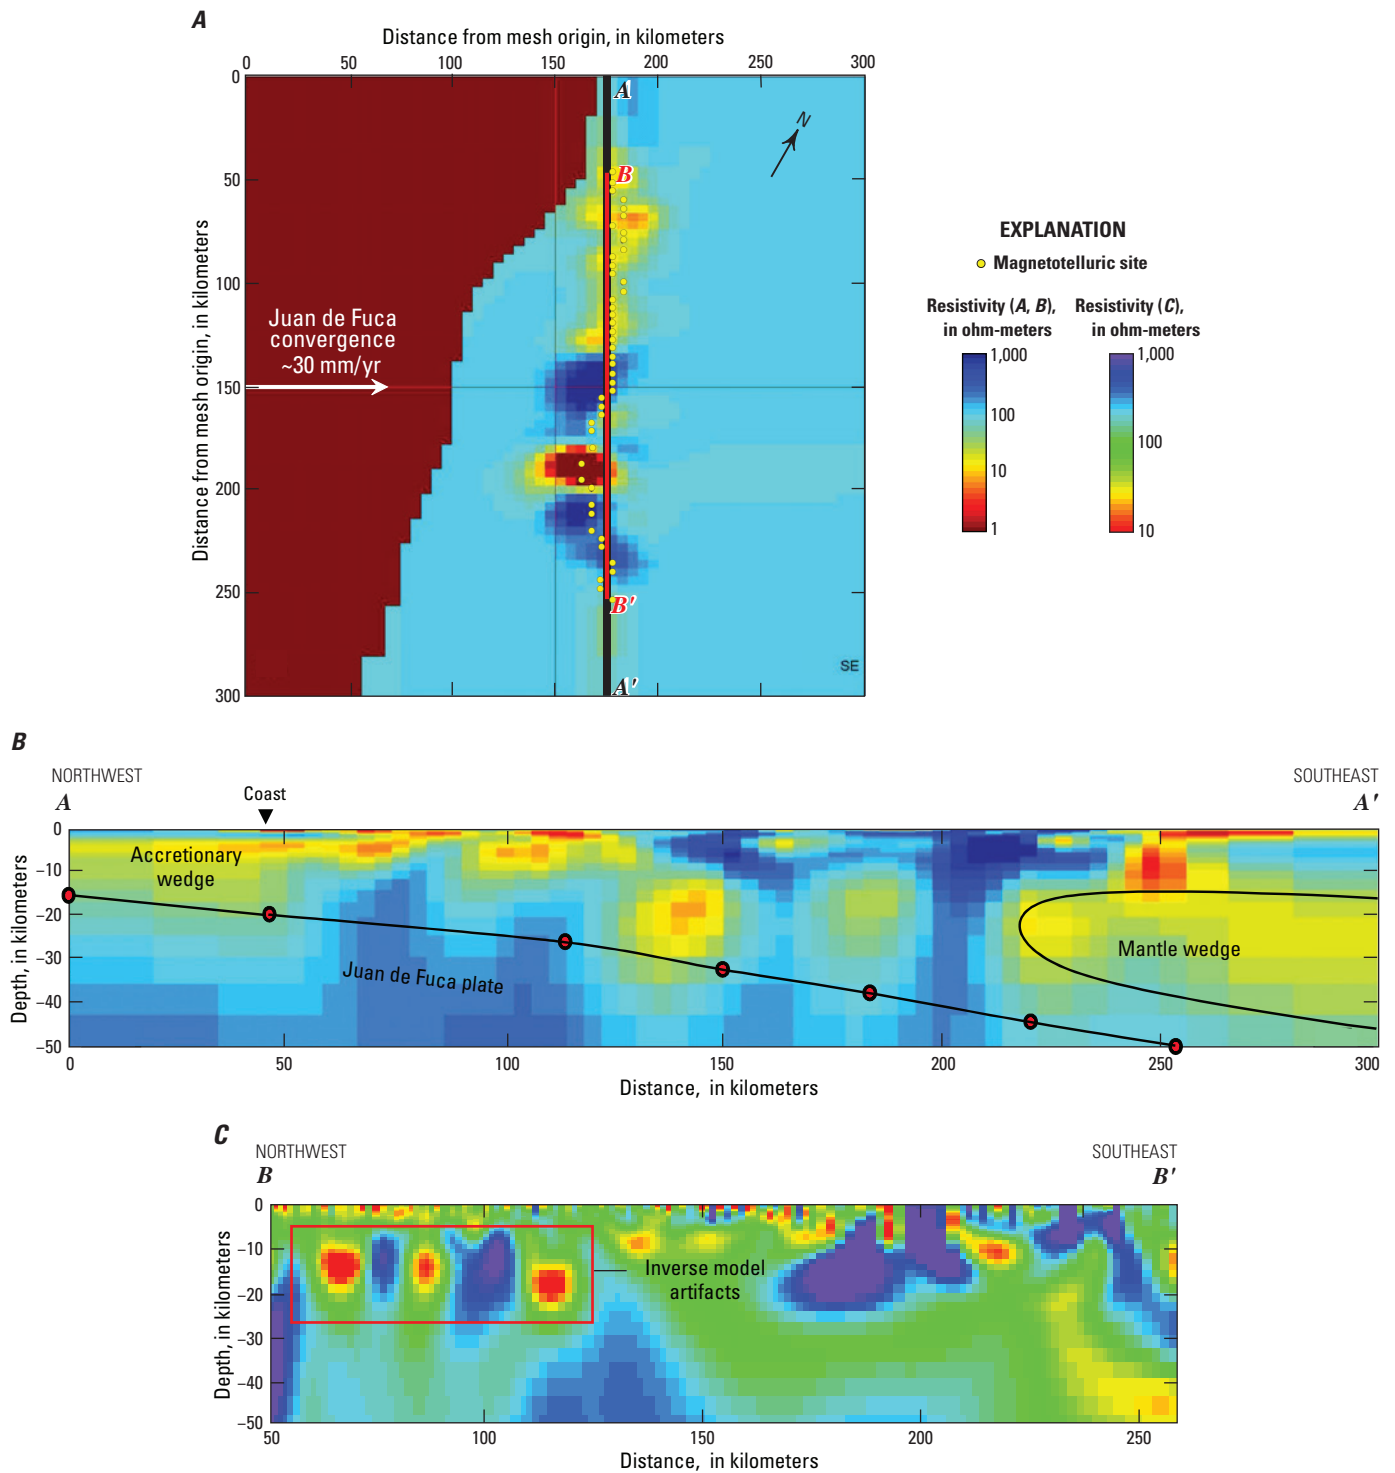 A
Distance from mesh origin, in kilometers
0 50 100 150 200 250 300
0
50
100
150
200
250
300
Distance from mesh origin, in kilometers
A
N
B
Juan de Fuca
convergence
~30 mm/yr
B'
SE
A'
EXPLANATION
Magnetotelluric site
Resistivity (A, B),
in ohm-meters
1,000
100
10
1
Resistivity (C),
in ohm-meters
1,000
100
10
B
NORTHWEST
SOUTHEAST
A
A'
Coast
0
−10
−20
−30
−40
−50
Depth, in kilometers
Accretionary
wedge
Juan de Fuca plate
Mantle wedge
0 50 100 150 200 250 300
Distance, in kilometers
C
NORTHWEST
SOUTHEAST
B
B'
0
−10
−20
−30
−40
−50
Depth, in kilometers
Inverse model
artifacts
50 100 150 200 250
Distance, in kilometers